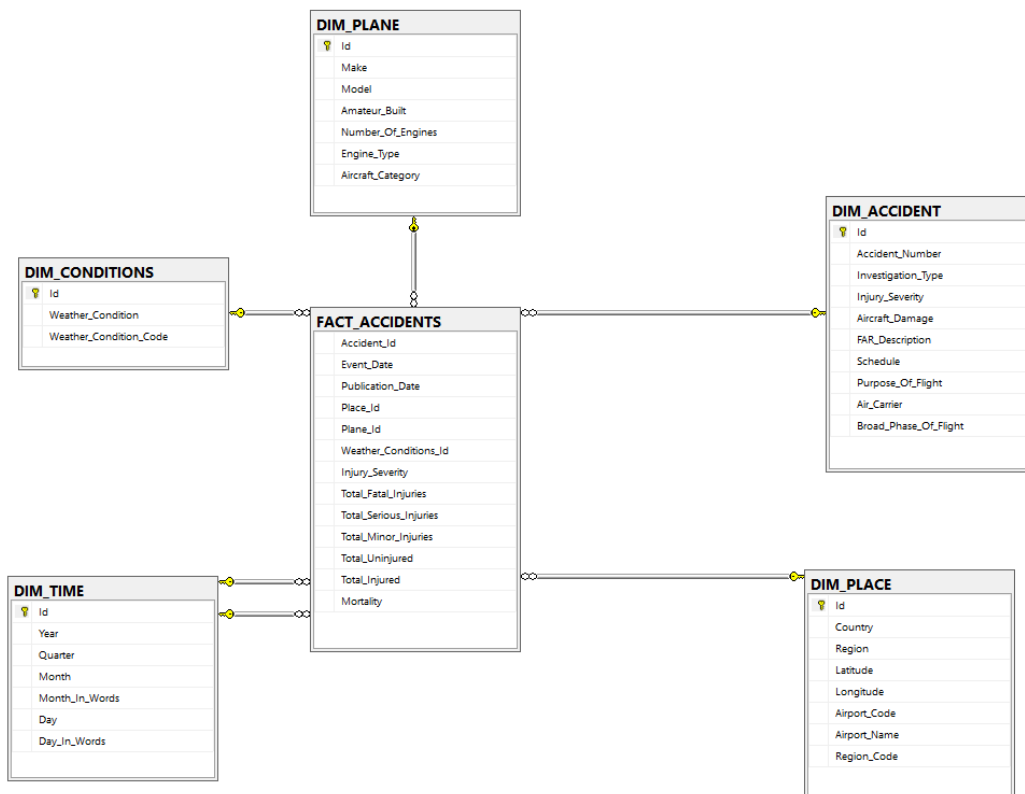 DIM_PLANE
Id
Make
Model
Amateur_Built
Number_Of_Engines
Engine_Type
Aircraft_Category
DIM_ACCIDENT
Id
Accident_Number
Investigation_Type
Injury_Severity
Aircraft_Damage
FAR_Description
Schedule
Purpose_Of_Flight
Air_Carrier
Broad_Phase_Of_Flight
DIM_CONDITIONS
Id
Weather_Condition
Weather_Condition_Code
FACT_ACCIDENTS
Accident_Id
Event_Date
Publication_Date
Place_Id
Plane_Id
Weather_Conditions_Id
Injury_Severity
Total_Fatal_Injuries
Total_Serious_Injuries
Total_Minor_Injuries
Total_Uninjured
Total_Injured
Mortality
DIM_TIME
Id
Year
Quarter
Month
Month_In_Words
Day
Day_In_Words
DIM_PLACE
Id
Country
Region
Latitude
Longitude
Airport_Code
Airport_Name
Region_Code